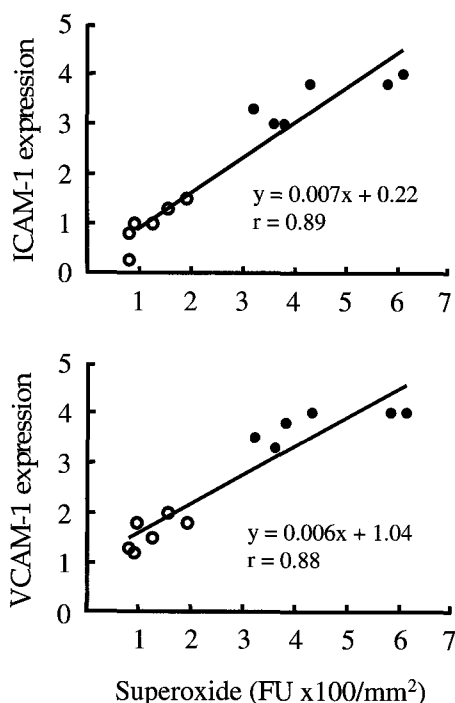 ICAM-1 expression
5
4
3
2
1
0
y = 0.007x + 0.22
r = 0.89
1 2 3 4 5 6 7
VCAM-1 expression
5
4
3
2
1
0
y = 0.006x + 1.04
r = 0.88
1 2 3 4 5 6 7
Superoxide (FU x100/mm²)